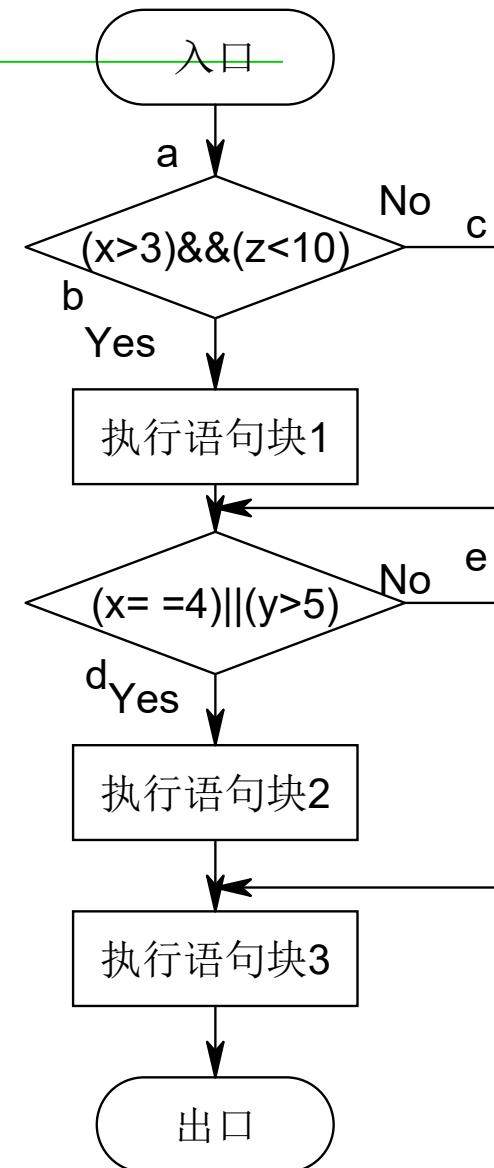 入口
a
No
c
(x>3)&&(z<10)
b
Yes
执行语句块1
e
No
(x= =4)||(y>5)
d
Yes
执行语句块2
执行语句块3
出口